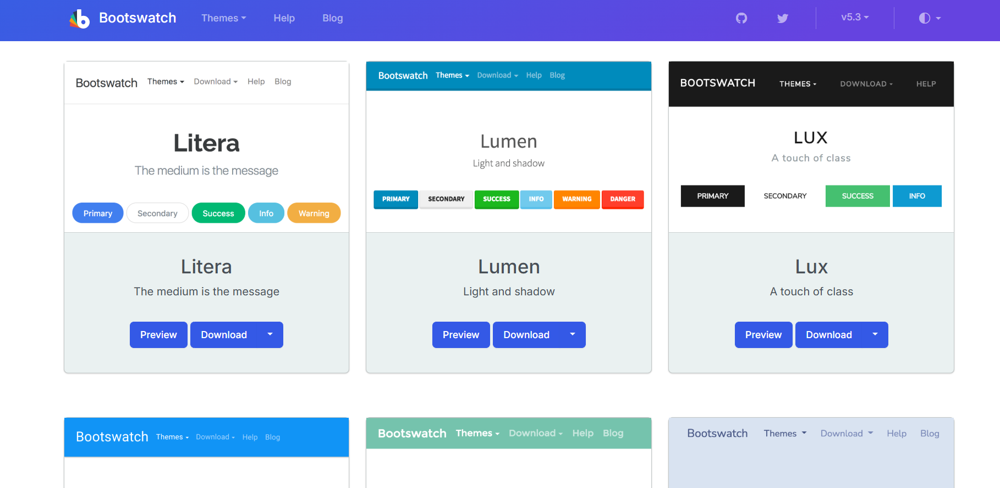 Bootswatch Themes Help Blog v5.3
Bootswatch Themes Download Help Blog
Litera
The medium is the message
Primary Secondary Success Info Warning
Litera
The medium is the message
Preview Download
Bootswatch Themes Download Help Blog
Lumen
Light and shadow
PRIMARY SECONDARY SUCCESS INFO WARNING DANGER
Lumen
Light and shadow
Preview Download
BOOTSWATCH THEMES DOWNLOAD HELP
LUX
A touch of class
PRIMARY SECONDARY SUCCESS INFO
Lux
A touch of class
Preview Download
Bootswatch Themes Download Help Blog
Bootswatch Themes Download Help Blog
Bootswatch Themes Download Help Blog